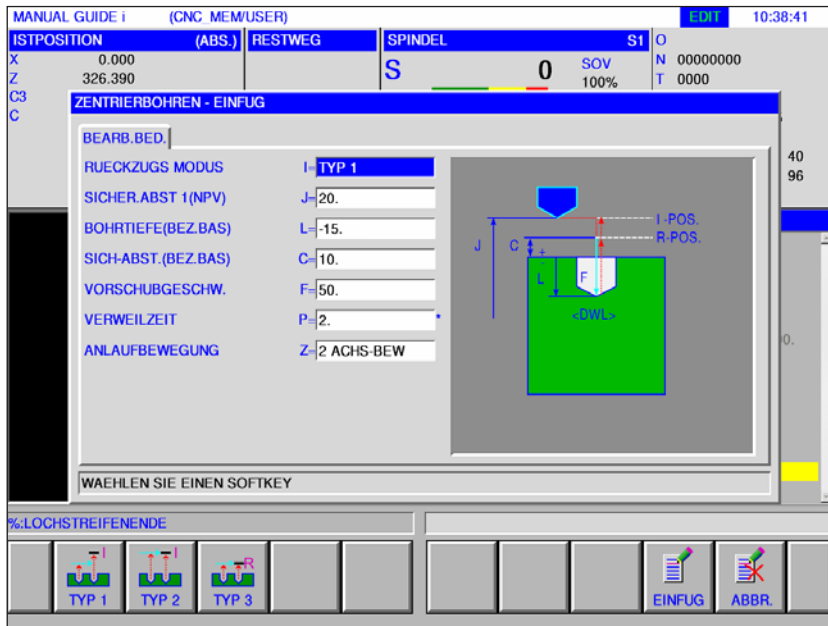 MANUAL GUIDE i (CNC_MEM/USER) EDIT 10:38:41
ISTPOSITION (ABS.) RESTWEG SPINDEL S1 O
X 0.000 N 00000000
Z 326.390 S 0 SOV 100% T 0000
C3
C
ZENTRIERBOHREN - EINFUG
BEARB.BED.
RUECKZUGS MODUS I= TYP 1
SICHER.ABST 1(NPV) J= 20.
BOHRTIEFE(BEZ.BAS) L= -15.
SICH-ABST.(BEZ.BAS) C= 10.
VORSCHUBGESCHW. F= 50.
VERWEILZEIT P= 2. *
ANLAUFBEWEGUNG Z= 2 ACHS-BEW
I -POS.
R-POS.
J C + -
L F
<DWL>
40
96
0.
WAEHLEN SIE EINEN SOFTKEY
%:LOCHSTREIFENENDE
I I R
TYP 1 TYP 2 TYP 3 EINFUG ABBR.